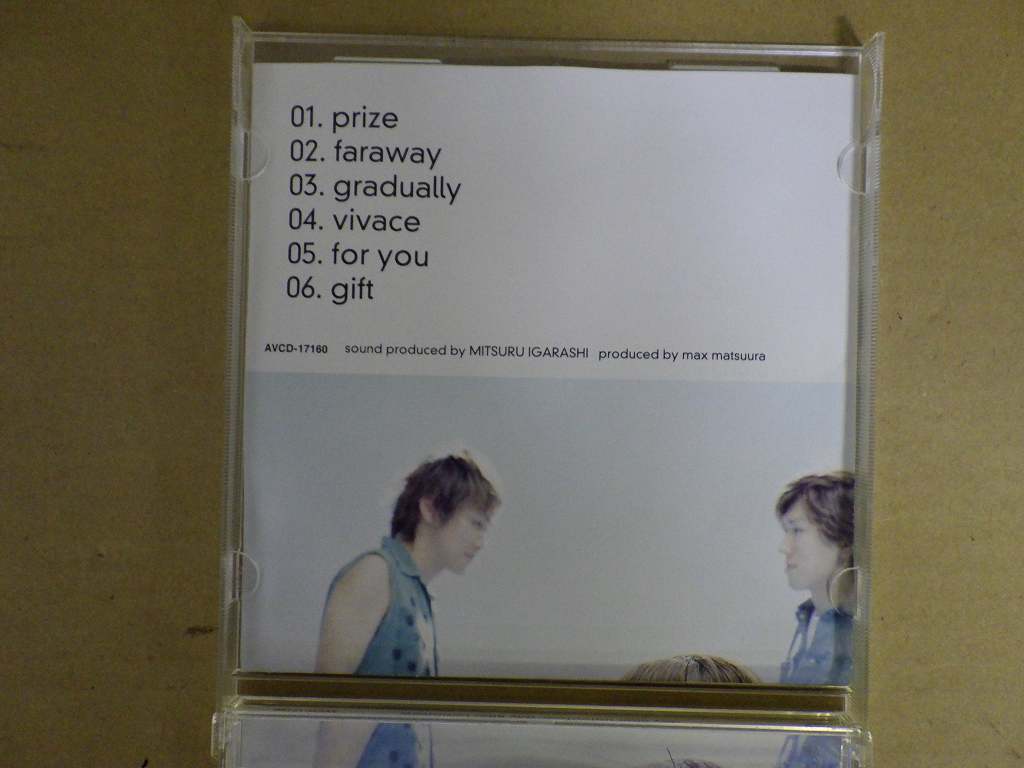 01. prize
02. faraway
03. gradually
04. vivace
05. for you
06. gift
AVCD-17160 sound produced by MITSURU IGARASHI produced by max matsuura